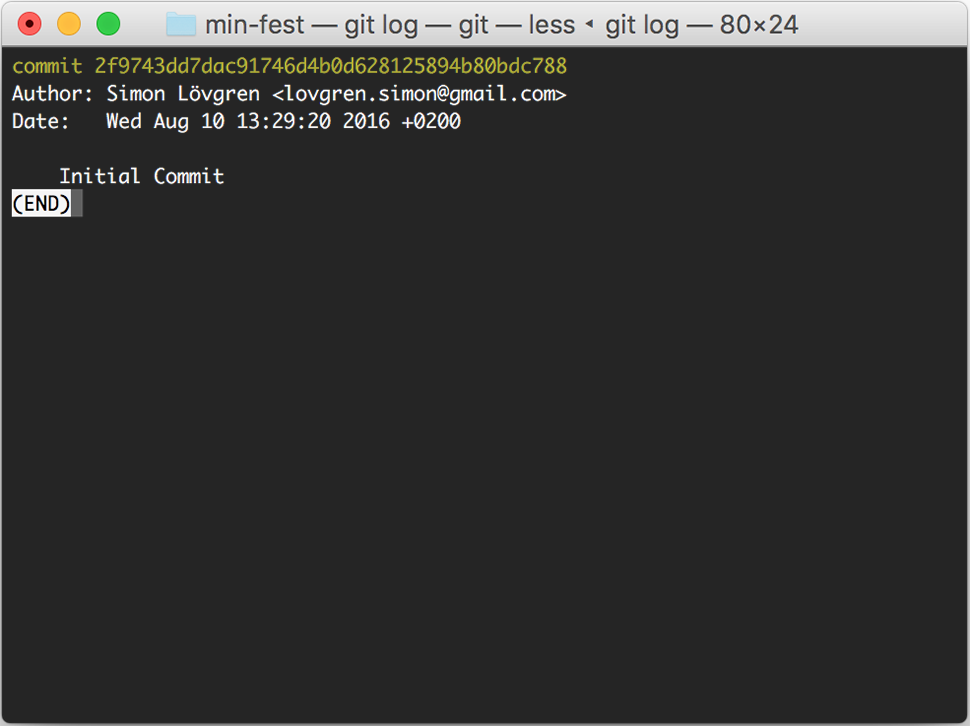 min-fest — git log — git — less ◂ git log — 80×24
commit 2f9743dd7dac91746d4b0d628125894b80bdc788
Author: Simon Lövgren <lovgren.simon@gmail.com>
Date:   Wed Aug 10 13:29:20 2016 +0200
    Initial Commit
(END)